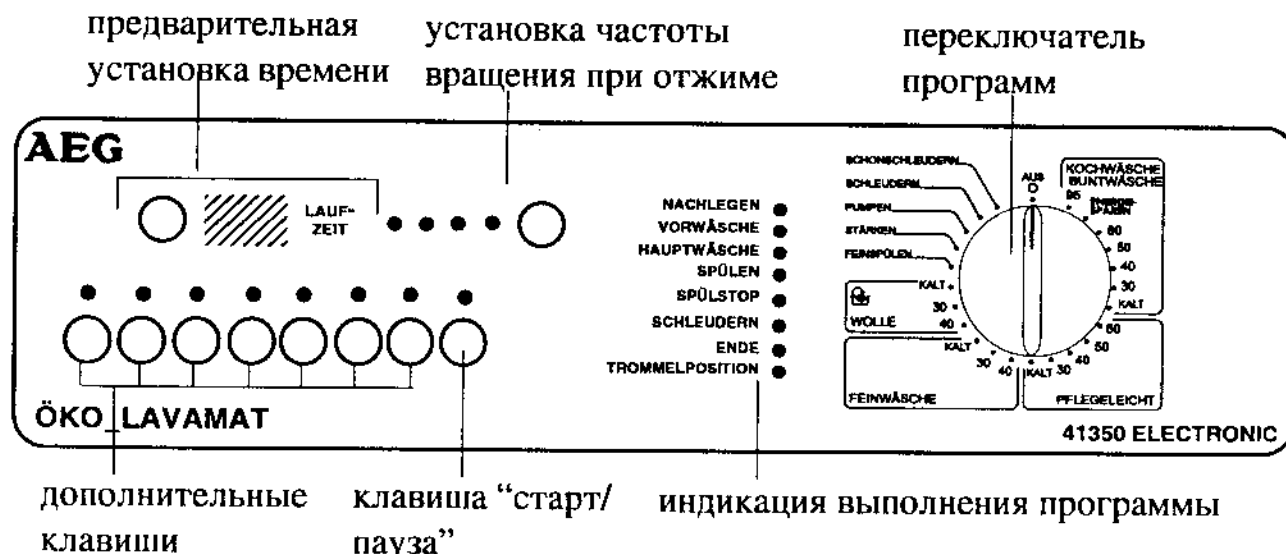 предварительная
установка времени
установка частоты
вращения при отжиме
переключатель
программ
AEG
LAUF-
ZEIT
NACHLEGEN
VORWÄSCHE
HAUPTWÄSCHE
SPÜLEN
SPÜLSTOP
SCHLEUDERN
ENDE
TROMMELPOSITION
SCHONSCHLEUDERN
SCHLEUDERN
PUMPEN
STÄRKEN
FEINSPÜLEN
KALT
30
40
WOLLE
KALT
30
40
FEINWÄSCHE
AUS
KOCHWÄSCHE
BUNTWÄSCHE
95
60
50
40
30
KALT
60
50
40
30
KALT
PFLEGELEICHT
ÖKO_LAVAMAT
41350 ELECTRONIC
дополнительные
клавиши
клавиша “старт/
пауза”
индикация выполнения программы